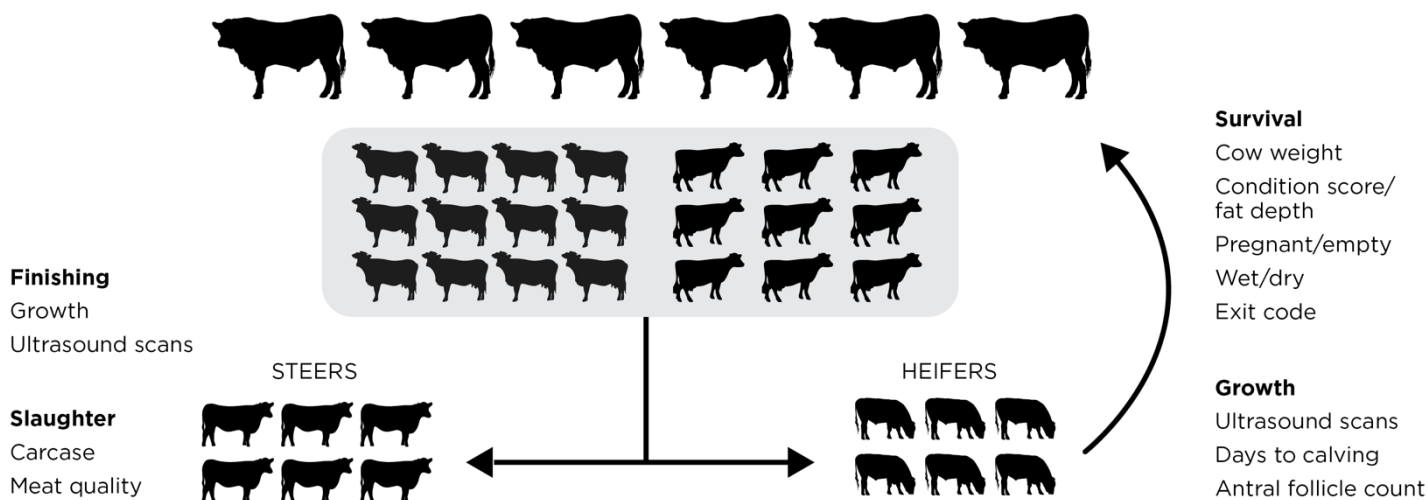 Finishing
Growth
Ultrasound scans
Slaughter
Carcase
Meat quality
STEERS
HEIFERS
Survival
Cow weight
Condition score/
fat depth
Pregnant/empty
Wet/dry
Exit code
Growth
Ultrasound scans
Days to calving
Antral follicle count